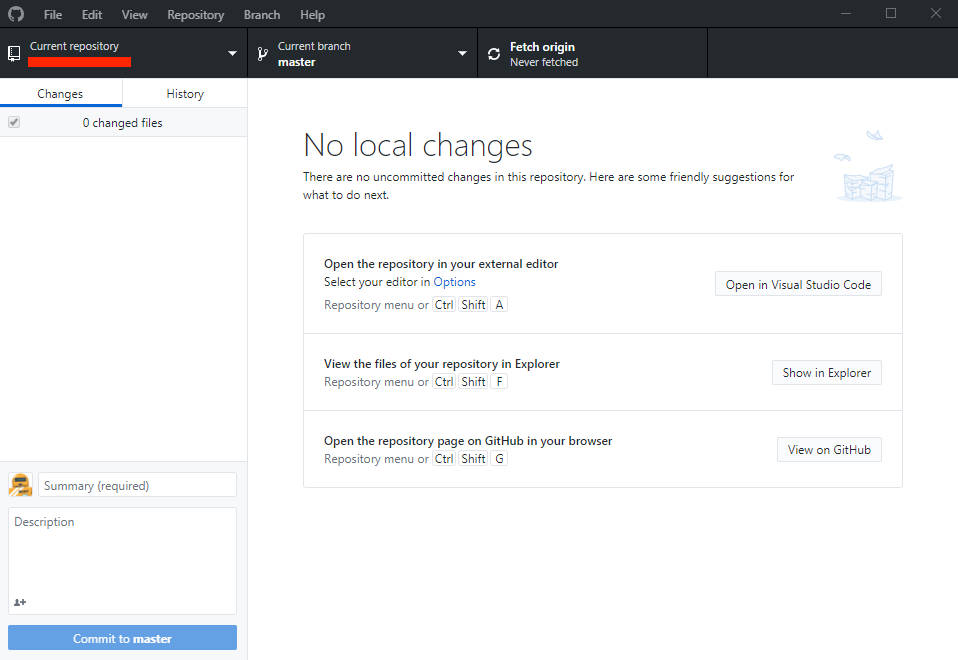 File Edit View Repository Branch Help
Current repository
Current branch
master
Fetch origin
Never fetched
Changes History
0 changed files
No local changes
There are no uncommitted changes in this repository. Here are some friendly suggestions for
what to do next.
Open the repository in your external editor
Select your editor in Options
Repository menu or Ctrl Shift A
Open in Visual Studio Code
View the files of your repository in Explorer
Repository menu or Ctrl Shift F
Show in Explorer
Open the repository page on GitHub in your browser
Repository menu or Ctrl Shift G
View on GitHub
Summary (required)
Description
Commit to master